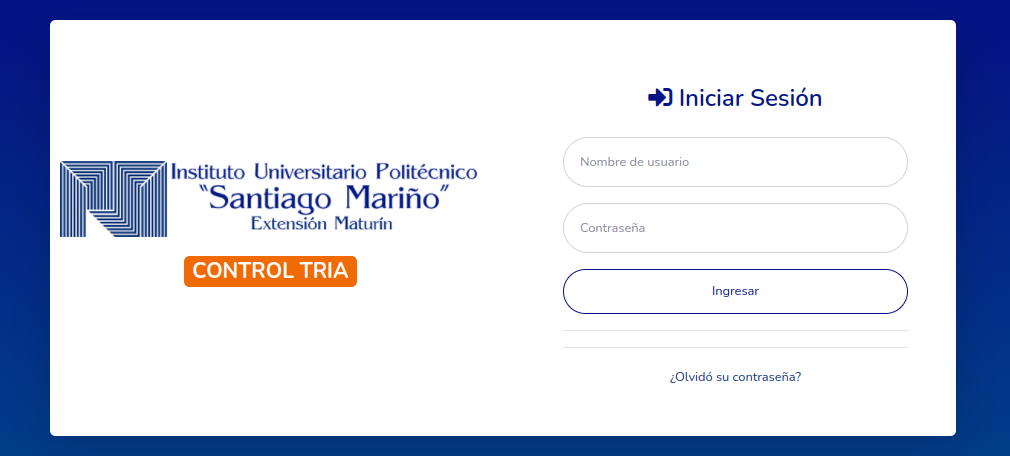 Instituto Universitario Politécnico
"Santiago Mariño"
Extensión Maturín
CONTROL TRIA
Iniciar Sesión
Nombre de usuario
Contraseña
Ingresar
¿Olvidó su contraseña?